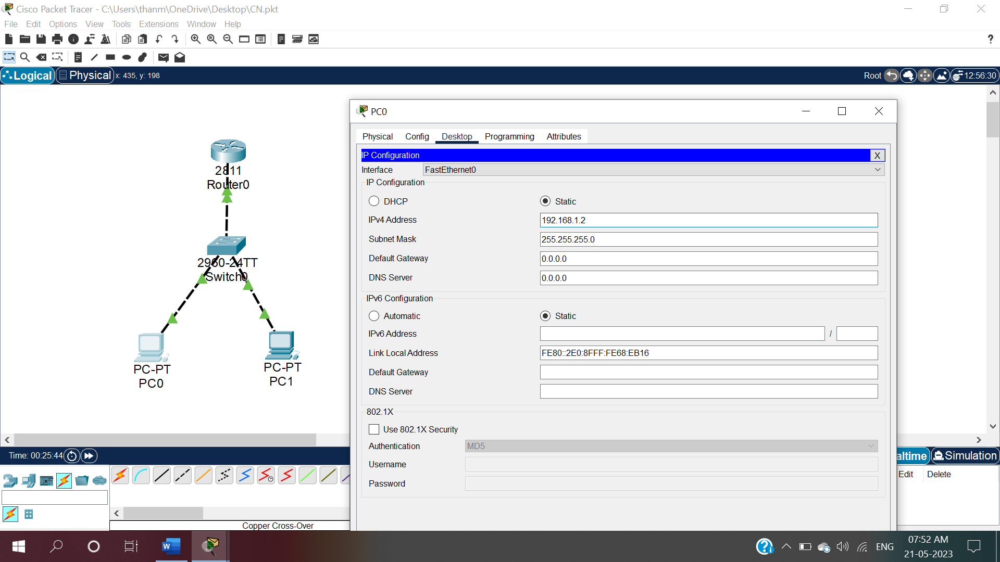 Cisco Packet Tracer - C:\Users\thanm\OneDrive\Desktop\CN.pkt
File Edit Options View Tools Extensions Window Help
?
Logical Physical x: 435, y: 198 Root 12:56:30
2811
Router0
2960-24TT
Switch0
PC-PT
PC0
PC-PT
PC1
PC0
Physical Config Desktop Programming Attributes
IP Configuration X
Interface FastEthernet0
IP Configuration
DHCP Static
IPv4 Address 192.168.1.2
Subnet Mask 255.255.255.0
Default Gateway 0.0.0.0
DNS Server 0.0.0.0
IPv6 Configuration
Automatic Static
IPv6 Address /
Link Local Address FE80::2E0:8FFF:FE68:EB16
Default Gateway
DNS Server
802.1X
Use 802.1X Security
Authentication MD5
Username
Password
Time: 00:25:44 altime Simulation
Edit Delete
Copper Cross-Over
W ENG 07:52 AM
21-05-2023